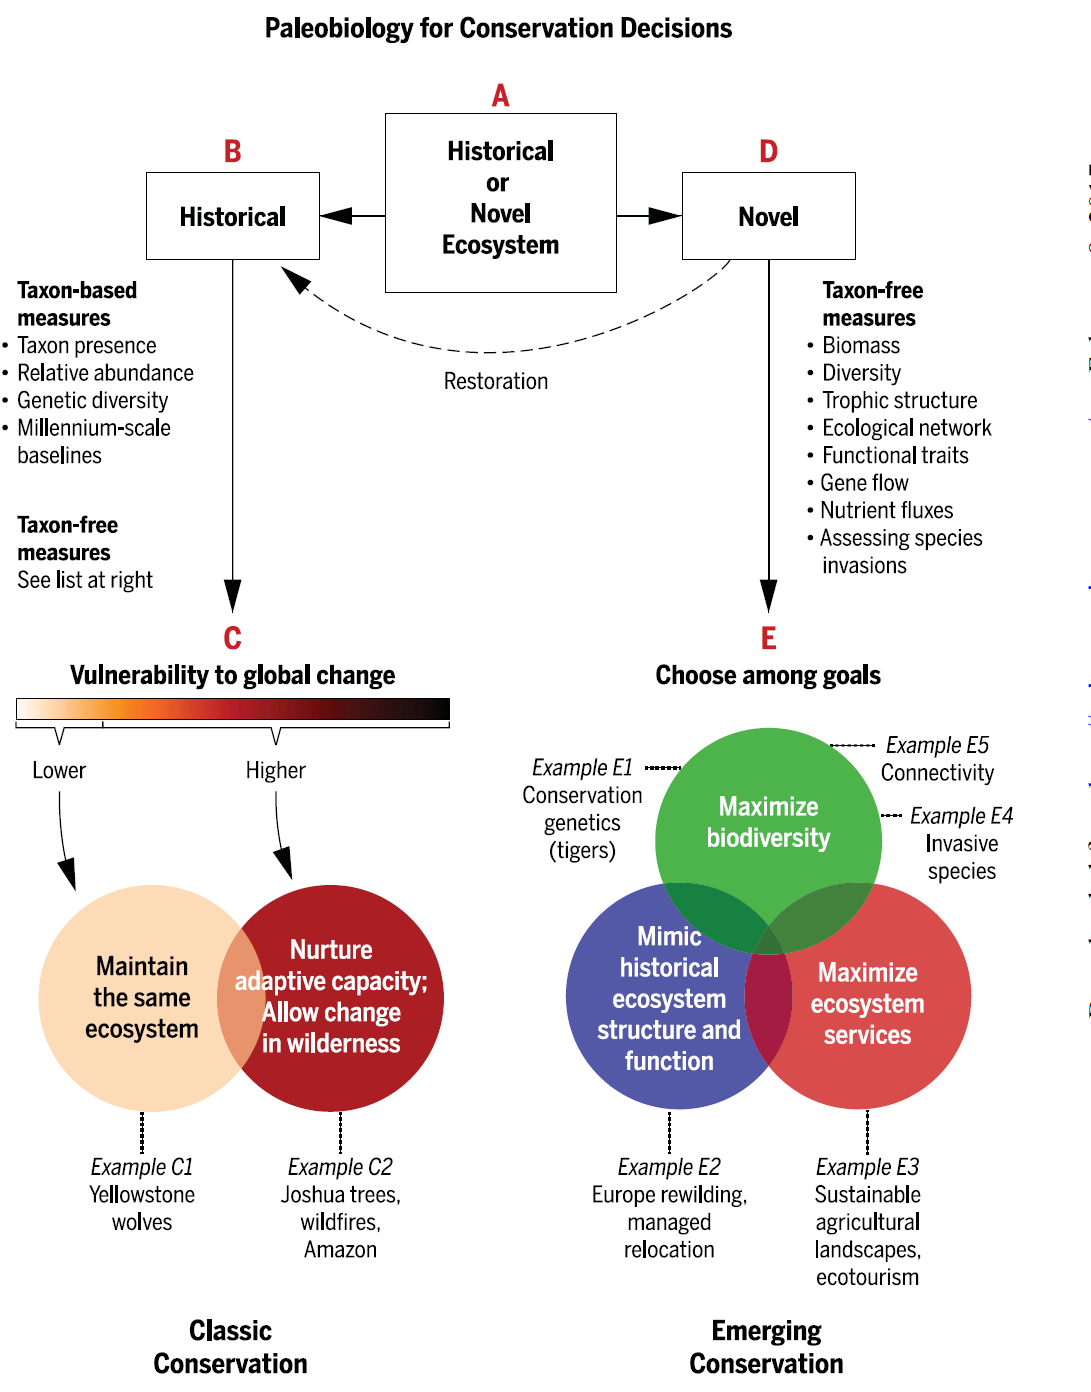 Paleobiology for Conservation Decisions
A
Historical
or
Novel
Ecosystem
B
Historical
D
Novel
Taxon-based
measures
• Taxon presence
• Relative abundance
• Genetic diversity
• Millennium-scale
baselines
Taxon-free
measures
See list at right
Restoration
Taxon-free
measures
• Biomass
• Diversity
• Trophic structure
• Ecological network
• Functional traits
• Gene flow
• Nutrient fluxes
• Assessing species
invasions
C
Vulnerability to global change
Lower
Higher
Maintain
the same
ecosystem
Nurture
adaptive capacity;
Allow change
in wilderness
Example C1
Yellowstone
wolves
Example C2
Joshua trees,
wildfires,
Amazon
Classic
Conservation
E
Choose among goals
Example E1
Conservation
genetics
(tigers)
Example E5
Connectivity
Example E4
Invasive
species
Maximize
biodiversity
Mimic
historical
ecosystem
structure and
function
Maximize
ecosystem
services
Example E2
Europe rewilding,
managed
relocation
Example E3
Sustainable
agricultural
landscapes,
ecotourism
Emerging
Conservation